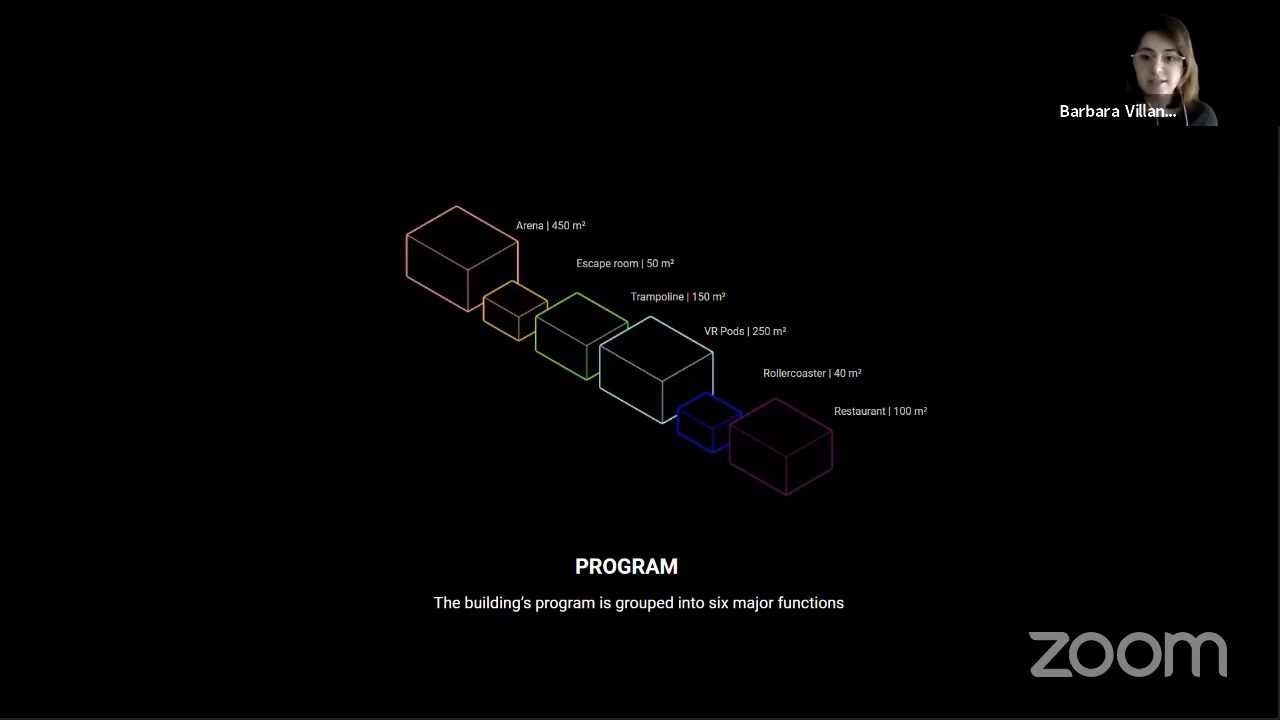 Barbara Villan...
Arena | 450 m²
Escape room | 50 m²
Trampoline | 150 m²
VR Pods | 250 m²
Rollercoaster | 40 m²
Restaurant | 100 m²
PROGRAM
The building’s program is grouped into six major functions
zoom